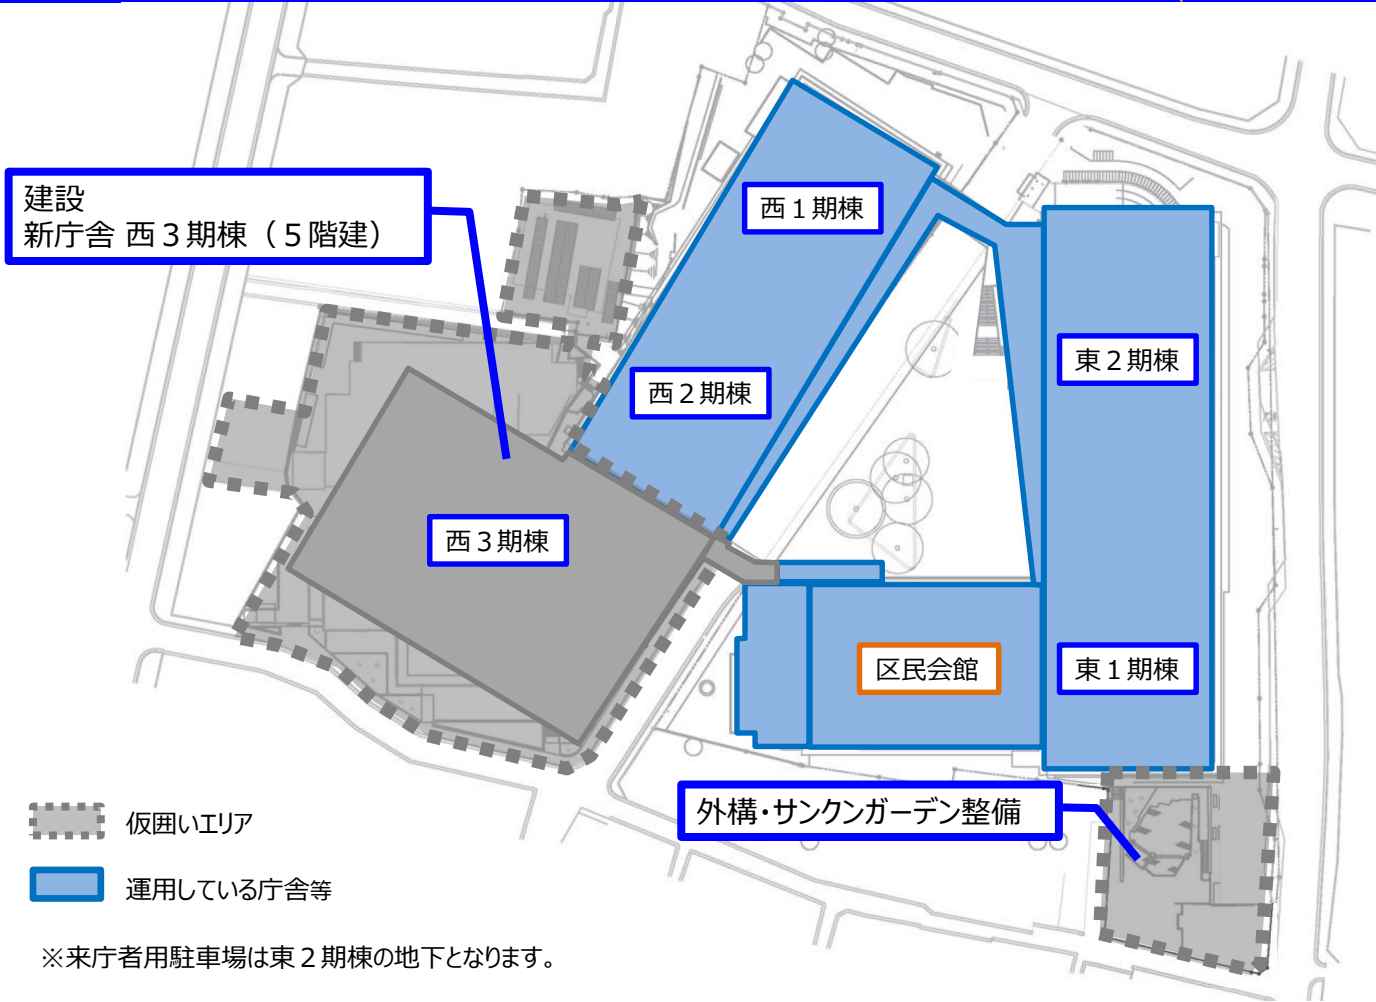 建設
新庁舎 西３期棟（５階建）
西１期棟
東２期棟
西２期棟
西３期棟
区民会館
東１期棟
外構・サンクンガーデン整備
仮囲いエリア
運用している庁舎等
※来庁者用駐車場は東２期棟の地下となります。